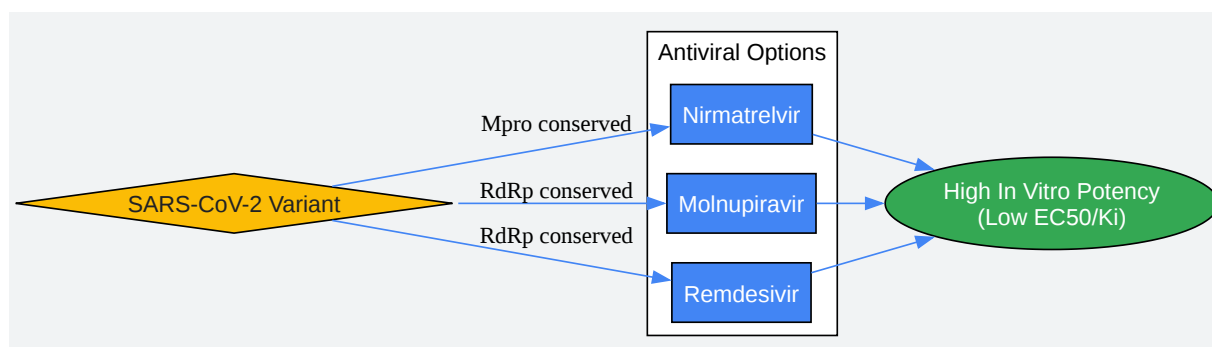 Antiviral Options
Mpro conserved
Nirmatrelvir
SARS-CoV-2 Variant
RdRp conserved
Molnupiravir
High In Vitro Potency
(Low EC50/Ki)
RdRp conserved
Remdesivir